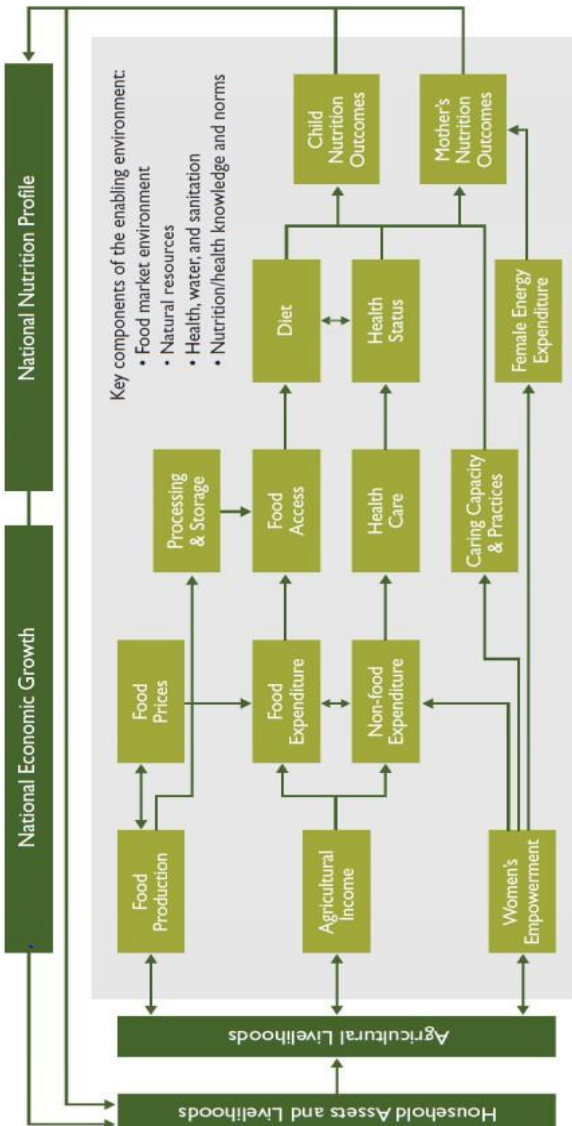 National Economic Growth
National Nutrition Profile
Household Assets and Livelihoods
Agricultural Livelihoods
Key components of the enabling environment:
• Food market environment
• Natural resources
• Health, water, and sanitation
• Nutrition/health knowledge and norms
Food
Production
Food
Prices
Processing
& Storage
Agricultural
Income
Food
Expenditure
Food
Access
Diet
Child
Nutrition
Outcomes
Non-food
Expenditure
Health
Care
Health
Status
Women's
Empowerment
Caring Capacity
& Practices
Female Energy
Expenditure
Mother's
Nutrition
Outcomes